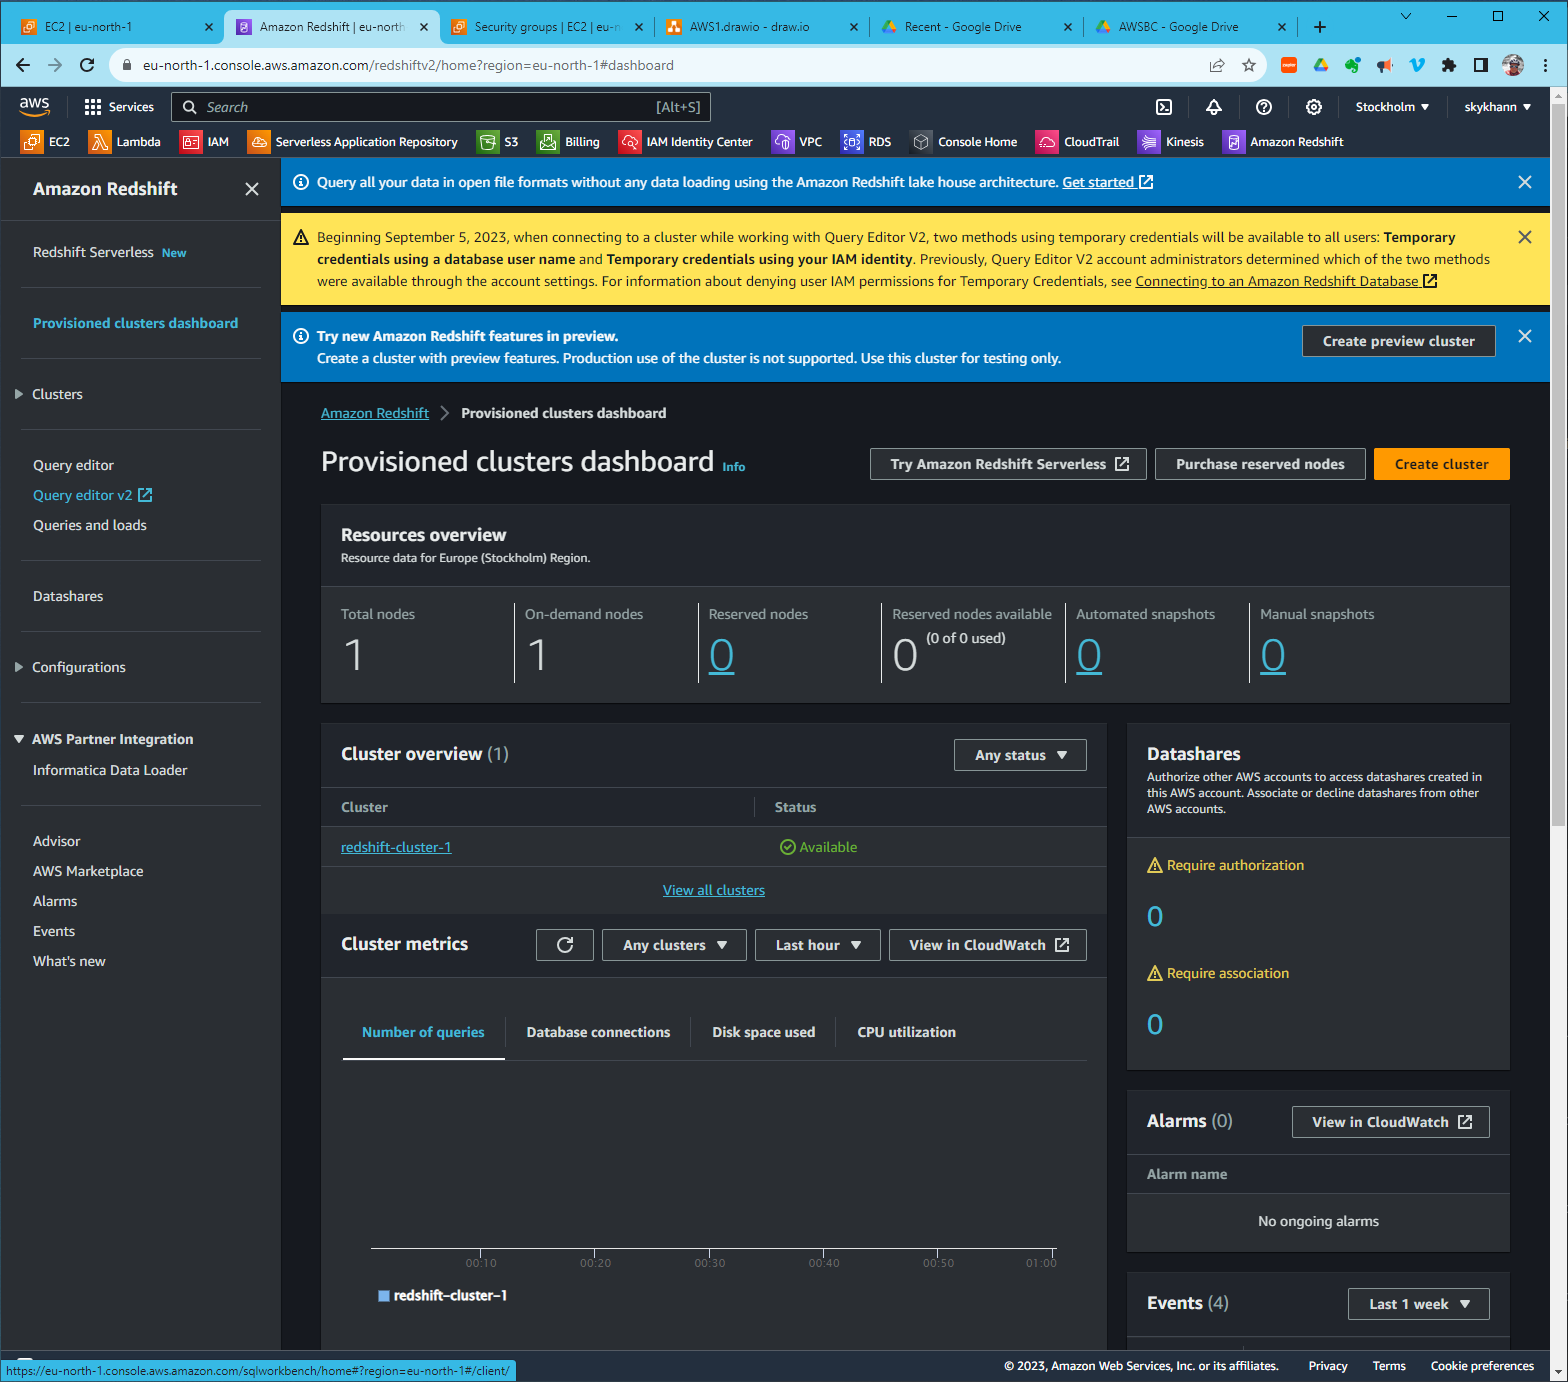 EC2 | eu-north-1
Amazon Redshift | eu-north
Security groups | EC2 | eu-n
AWS1.drawio - draw.io
Recent - Google Drive
AWSBC - Google Drive
eu-north-1.console.aws.amazon.com/redshiftv2/home?region=eu-north-1#dashboard
aws
Services
Search
[Alt+S]
Stockholm
skykhann
EC2
Lambda
IAM
Serverless Application Repository
S3
Billing
IAM Identity Center
VPC
RDS
Console Home
CloudTrail
Kinesis
Amazon Redshift
Amazon Redshift
Redshift Serverless New
Provisioned clusters dashboard
Clusters
Query editor
Query editor v2
Queries and loads
Datashares
Configurations
AWS Partner Integration
Informatica Data Loader
Advisor
AWS Marketplace
Alarms
Events
What's new
Query all your data in open file formats without any data loading using the Amazon Redshift lake house architecture. Get started
Beginning September 5, 2023, when connecting to a cluster while working with Query Editor V2, two methods using temporary credentials will be available to all users: Temporary
credentials using a database user name and Temporary credentials using your IAM identity. Previously, Query Editor V2 account administrators determined which of the two methods
were available through the account settings. For information about denying user IAM permissions for Temporary Credentials, see Connecting to an Amazon Redshift Database
Try new Amazon Redshift features in preview.
Create a cluster with preview features. Production use of the cluster is not supported. Use this cluster for testing only.
Create preview cluster
Amazon Redshift
Provisioned clusters dashboard
Provisioned clusters dashboard Info
Try Amazon Redshift Serverless
Purchase reserved nodes
Create cluster
Resources overview
Resource data for Europe (Stockholm) Region.
Total nodes
1
On-demand nodes
1
Reserved nodes
0
Reserved nodes available
0 (0 of 0 used)
Automated snapshots
0
Manual snapshots
0
Cluster overview (1)
Any status
Cluster
Status
redshift-cluster-1
Available
View all clusters
Cluster metrics
Any clusters
Last hour
View in CloudWatch
Number of queries
Database connections
Disk space used
CPU utilization
00:10
00:20
00:30
00:40
00:50
01:00
redshift-cluster-1
Datashares
Authorize other AWS accounts to access datashares created in
this AWS account. Associate or decline datashares from other
AWS accounts.
Require authorization
0
Require association
0
Alarms (0)
View in CloudWatch
Alarm name
No ongoing alarms
Events (4)
Last 1 week
https://eu-north-1.console.aws.amazon.com/sqlworkbench/home#?region=eu-north-1#/client/
© 2023, Amazon Web Services, Inc. or its affiliates.
Privacy
Terms
Cookie preferences